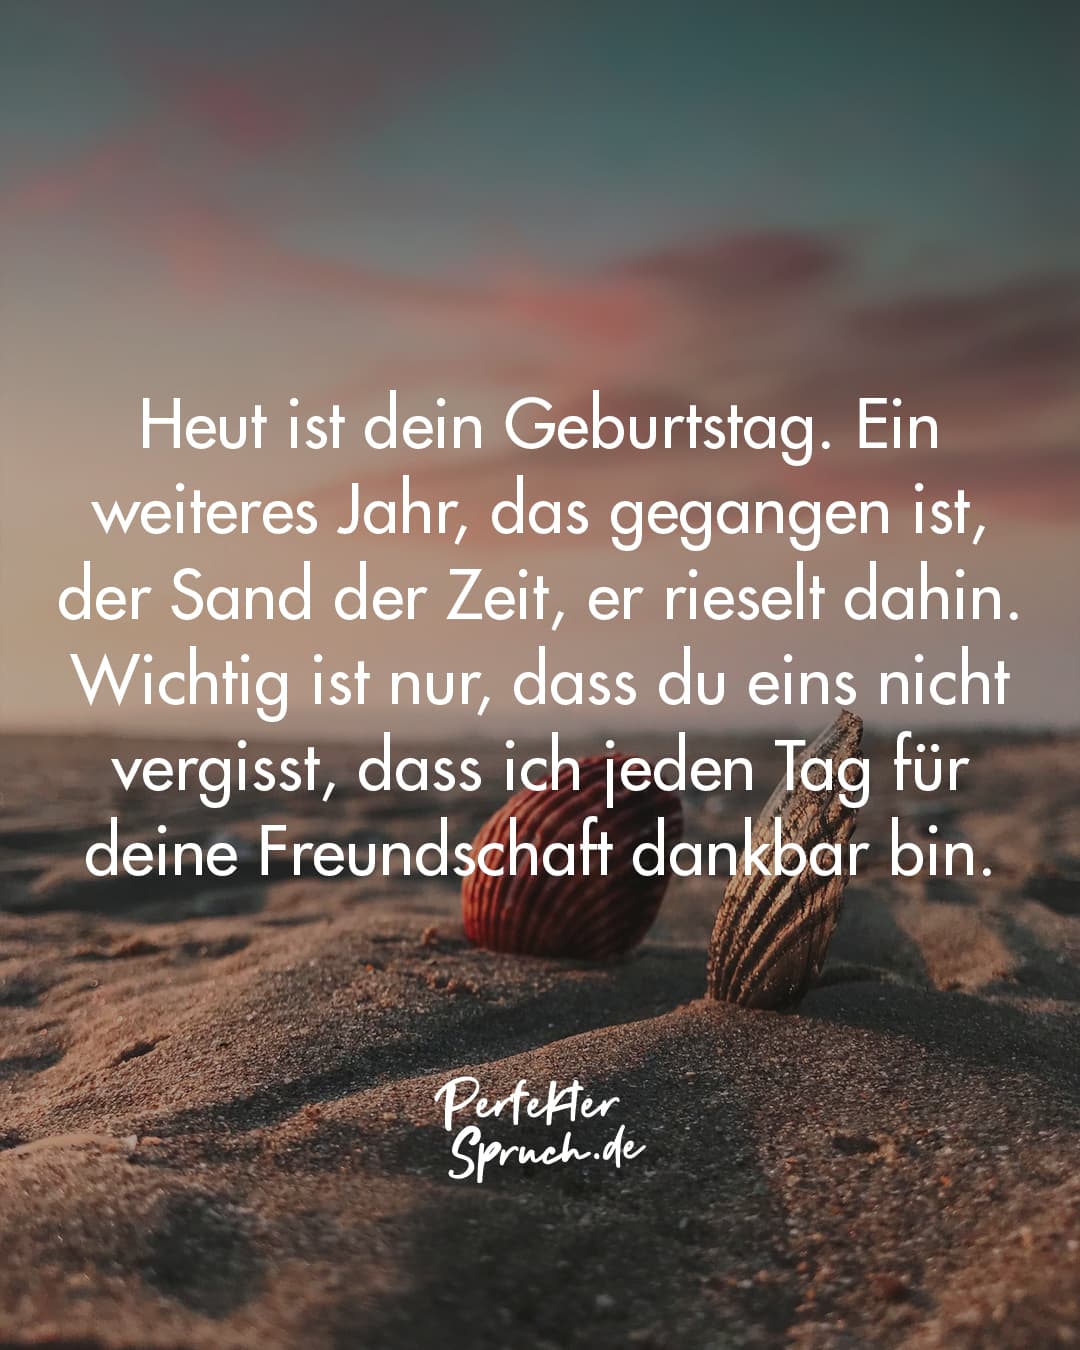 Heut ist dein Geburtstag. Ein
weiteres Jahr, das gegangen ist,
der Sand der Zeit, er rieselt dahin.
Wichtig ist nur, dass du eins nicht
vergisst, dass ich jeden Tag für
deine Freundschaft dankbar bin.
Perfekter
Spruch.de